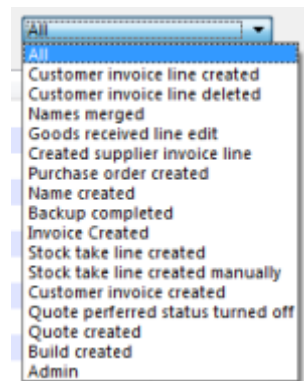 All
All
Customer invoice line created
Customer invoice line deleted
Names merged
Goods received line edit
Created supplier invoice line
Purchase order created
Name created
Backup completed
Invoice Created
Stock take line created
Stock take line created manually
Customer invoice created
Quote perferred status turned off
Quote created
Build created
Admin